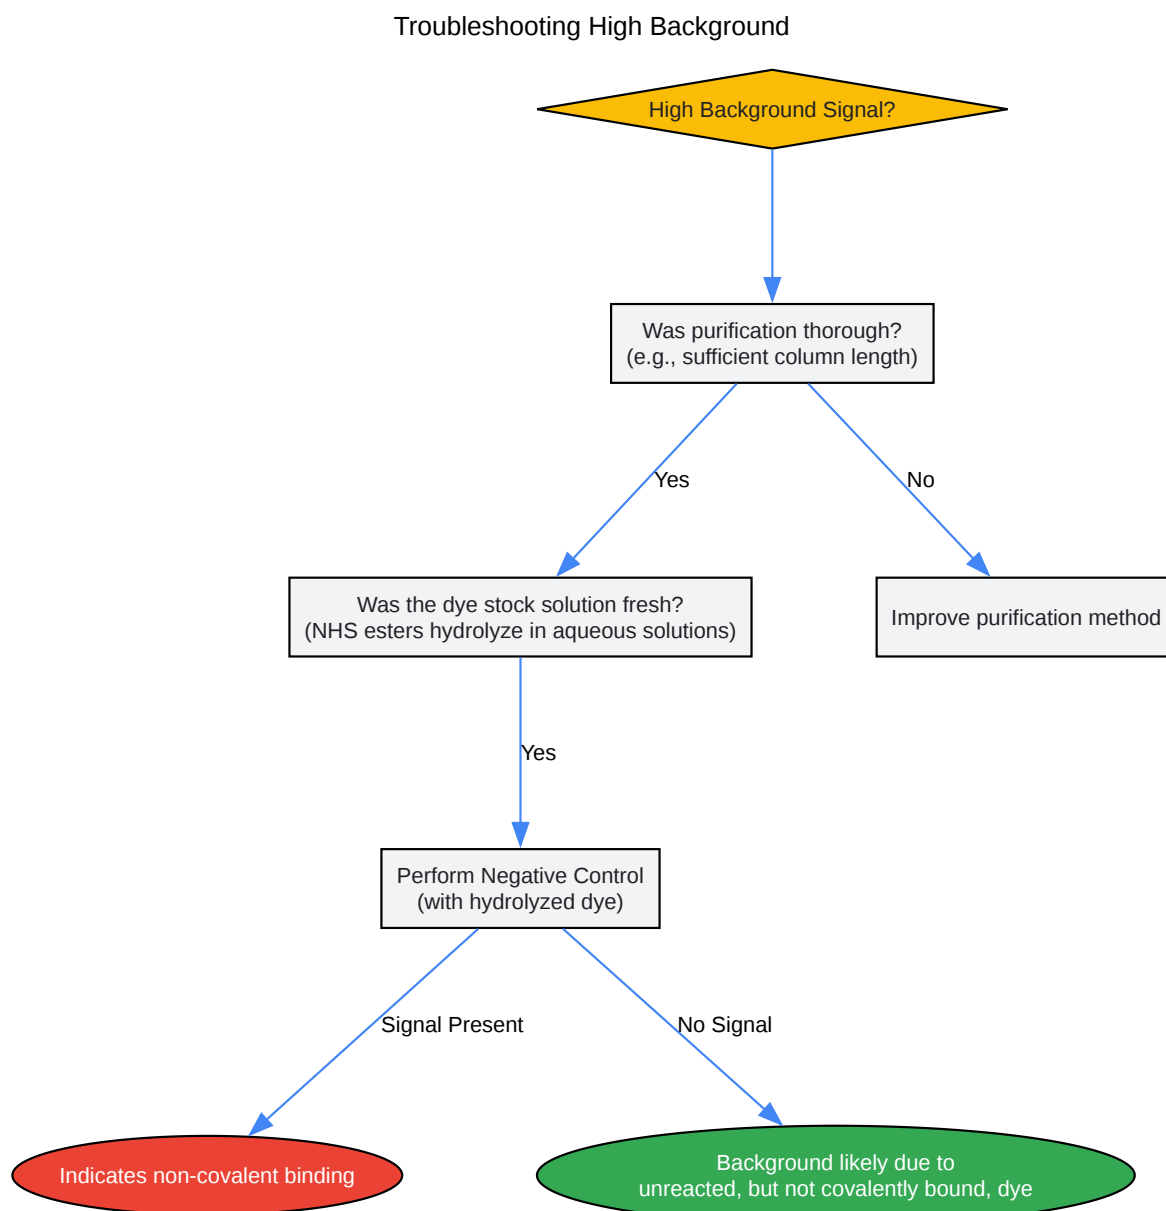 Troubleshooting High Background
High Background Signal?
Was purification thorough?
(e.g., sufficient column length)
Yes
No
Was the dye stock solution fresh?
(NHS esters hydrolyze in aqueous solutions)
Improve purification method
Yes
Perform Negative Control
(with hydrolyzed dye)
Signal Present
No Signal
Indicates non-covalent binding
Background likely due to
unreacted, but not covalently bound, dye